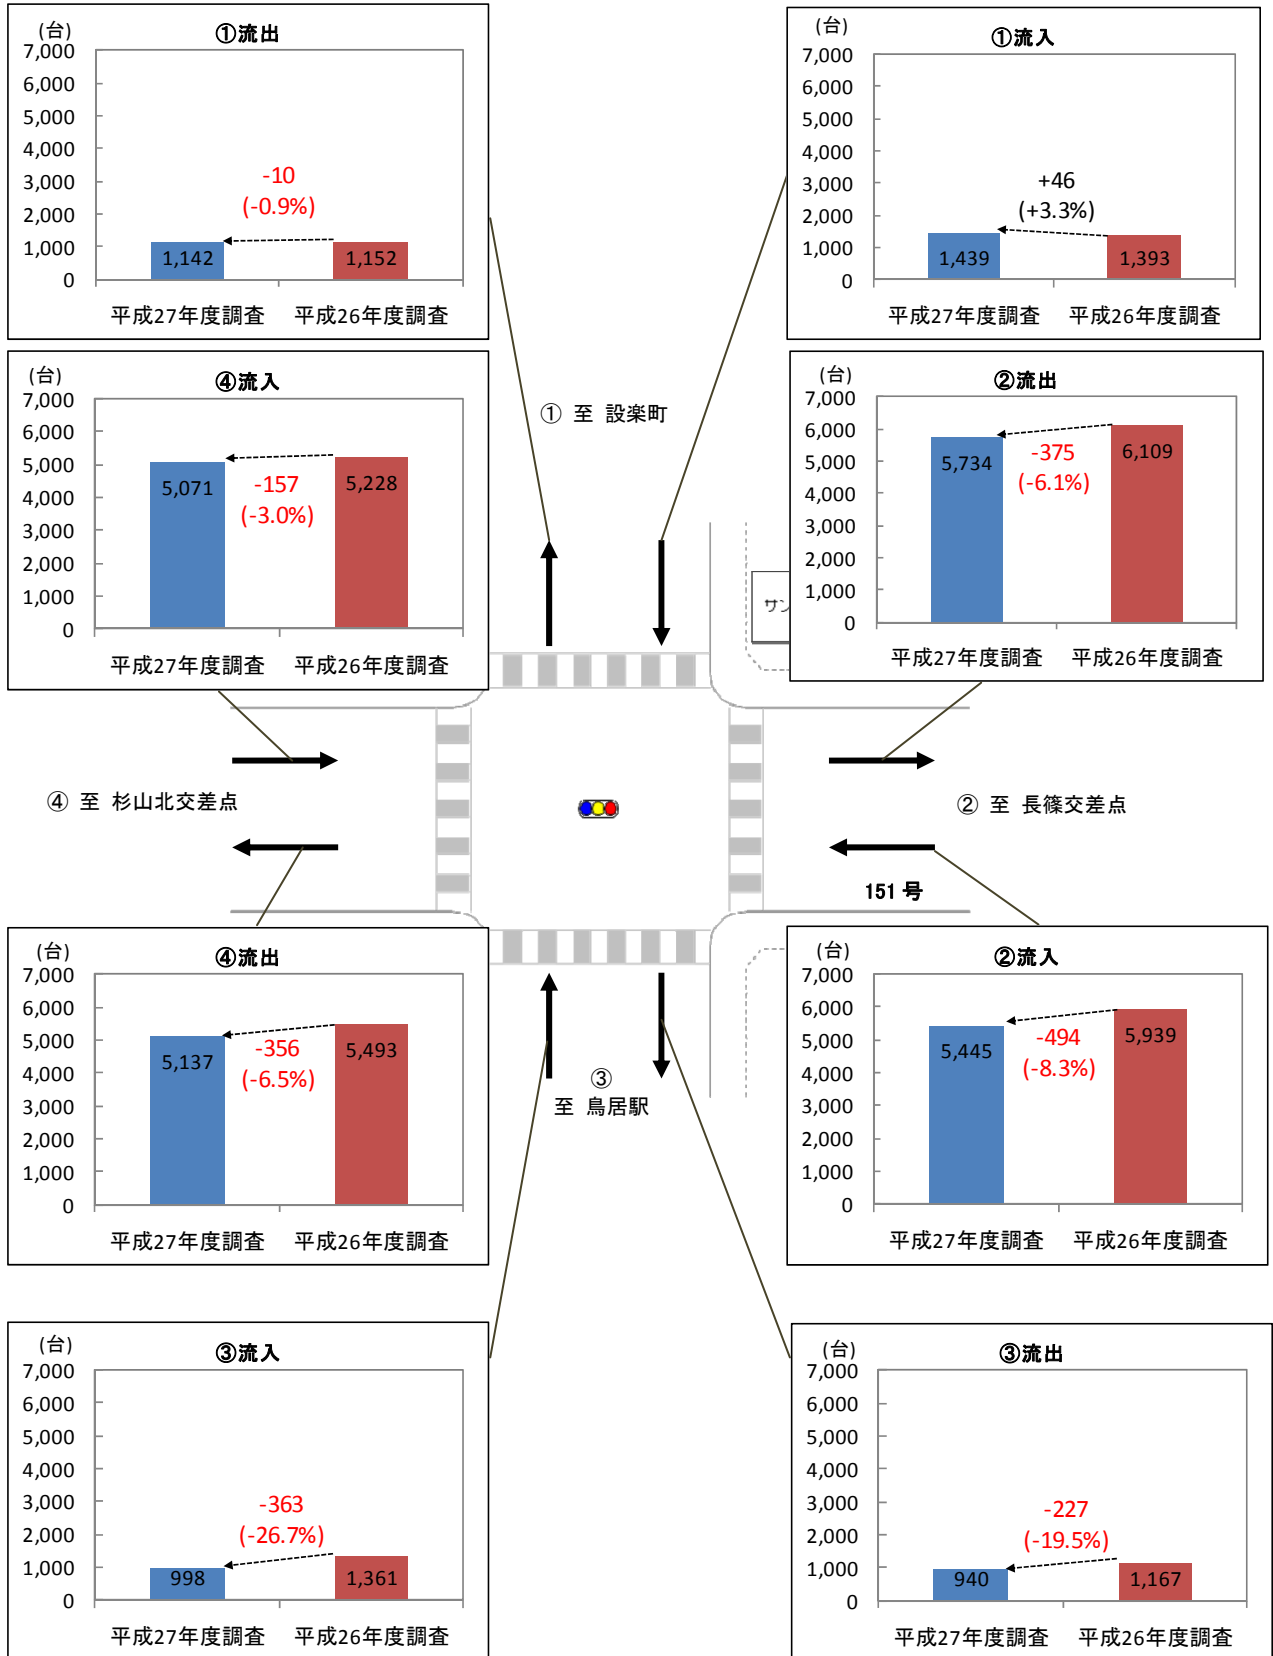 (台)
①流出
7,000
6,000
5,000
4,000
3,000
2,000
1,000
0
-10
(-0.9%)
1,142
1,152
平成27年度調査
平成26年度調査
(台)
①流入
7,000
6,000
5,000
4,000
3,000
2,000
1,000
0
+46
(+3.3%)
1,439
1,393
平成27年度調査
平成26年度調査
(台)
④流入
7,000
6,000
5,000
4,000
3,000
2,000
1,000
0
5,071
-157
(-3.0%)
5,228
平成27年度調査
平成26年度調査
① 至 設楽町
(台)
②流出
7,000
6,000
5,000
4,000
3,000
2,000
1,000
0
5,734
-375
(-6.1%)
6,109
平成27年度調査
平成26年度調査
サン
④ 至 杉山北交差点
② 至 長篠交差点
151 号
(台)
④流出
7,000
6,000
5,000
4,000
3,000
2,000
1,000
0
5,137
-356
(-6.5%)
5,493
平成27年度調査
平成26年度調査
③
至 鳥居駅
(台)
②流入
7,000
6,000
5,000
4,000
3,000
2,000
1,000
0
5,445
-494
(-8.3%)
5,939
平成27年度調査
平成26年度調査
(台)
③流入
7,000
6,000
5,000
4,000
3,000
2,000
1,000
0
-363
(-26.7%)
998
1,361
平成27年度調査
平成26年度調査
(台)
③流出
7,000
6,000
5,000
4,000
3,000
2,000
1,000
0
-227
(-19.5%)
940
1,167
平成27年度調査
平成26年度調査